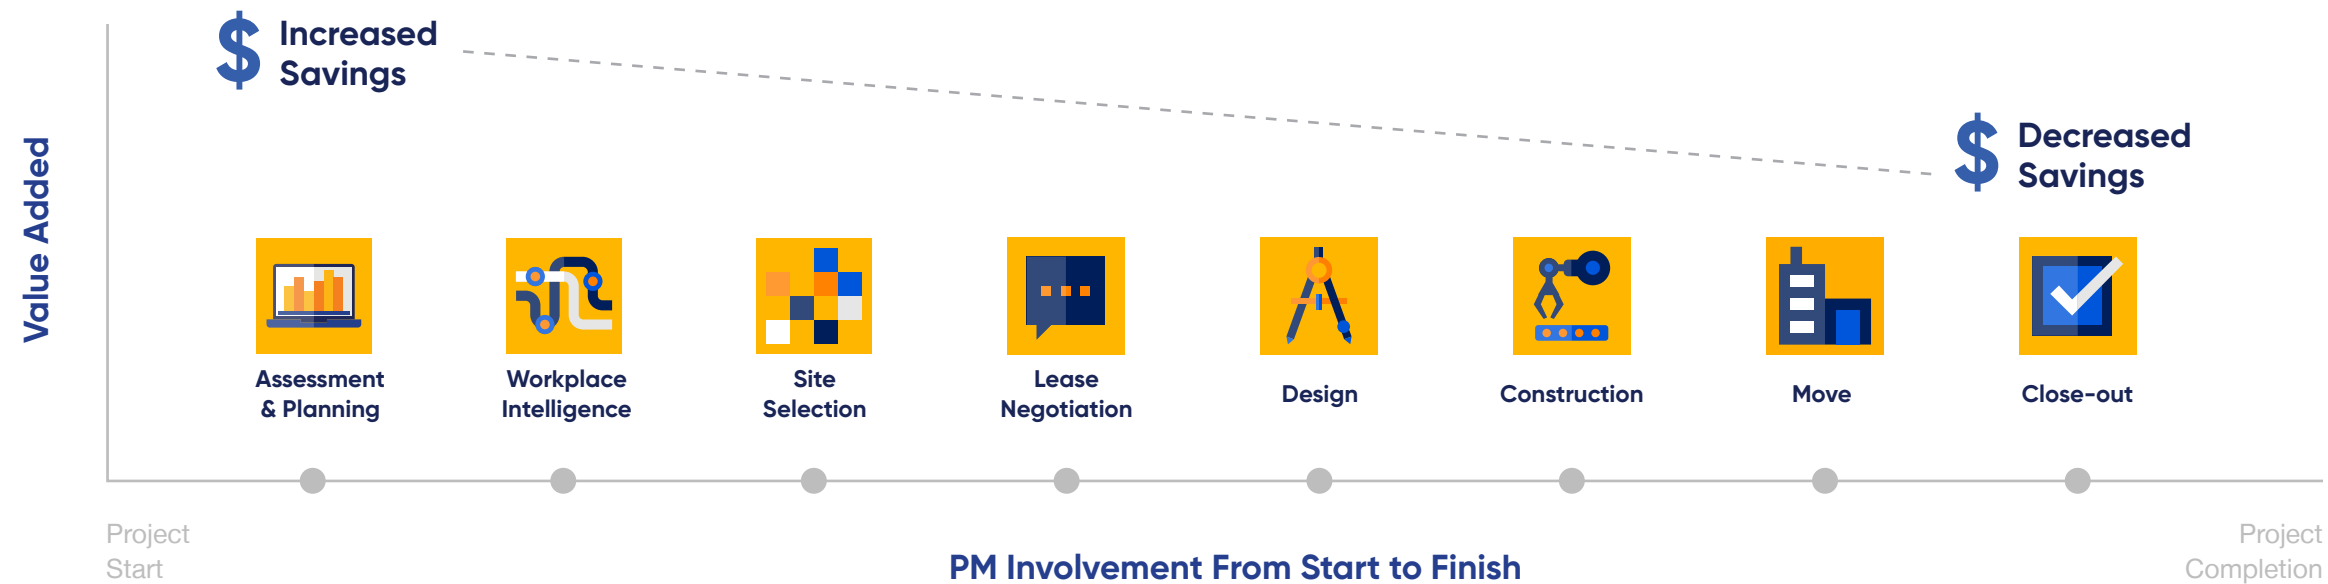 $ Increased
Savings
$ Decreased
Savings
Value Added
Assessment
& Planning
Workplace
Intelligence
Site
Selection
Lease
Negotiation
Design
Construction
Move
Close-out
Project
Start
PM Involvement From Start to Finish
Project
Completion